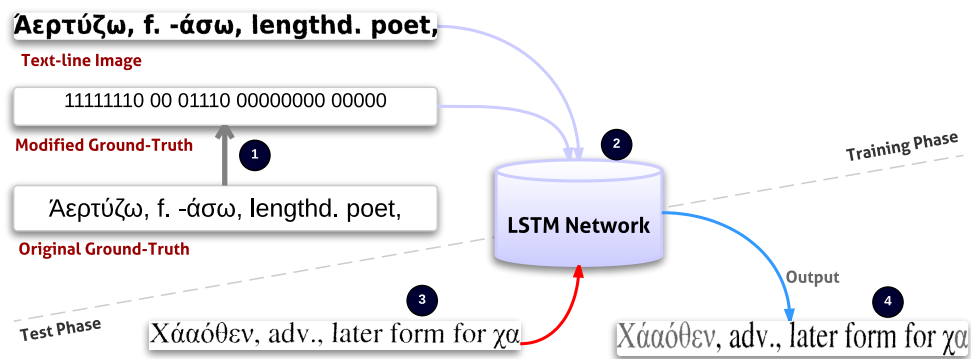 Άερτύζω, f. -άσω, lengthd. poet,
Text-line Image
11111110 00 01110 00000000 00000
Modified Ground-Truth
1
Άερτύζω, f. -άσω, lengthd. poet,
Original Ground-Truth
2
LSTM Network
Training Phase
Test Phase
3
Χάαόθεν, adv., later form for χα
Output
4
Χάαόθεν, adv., later form for χα